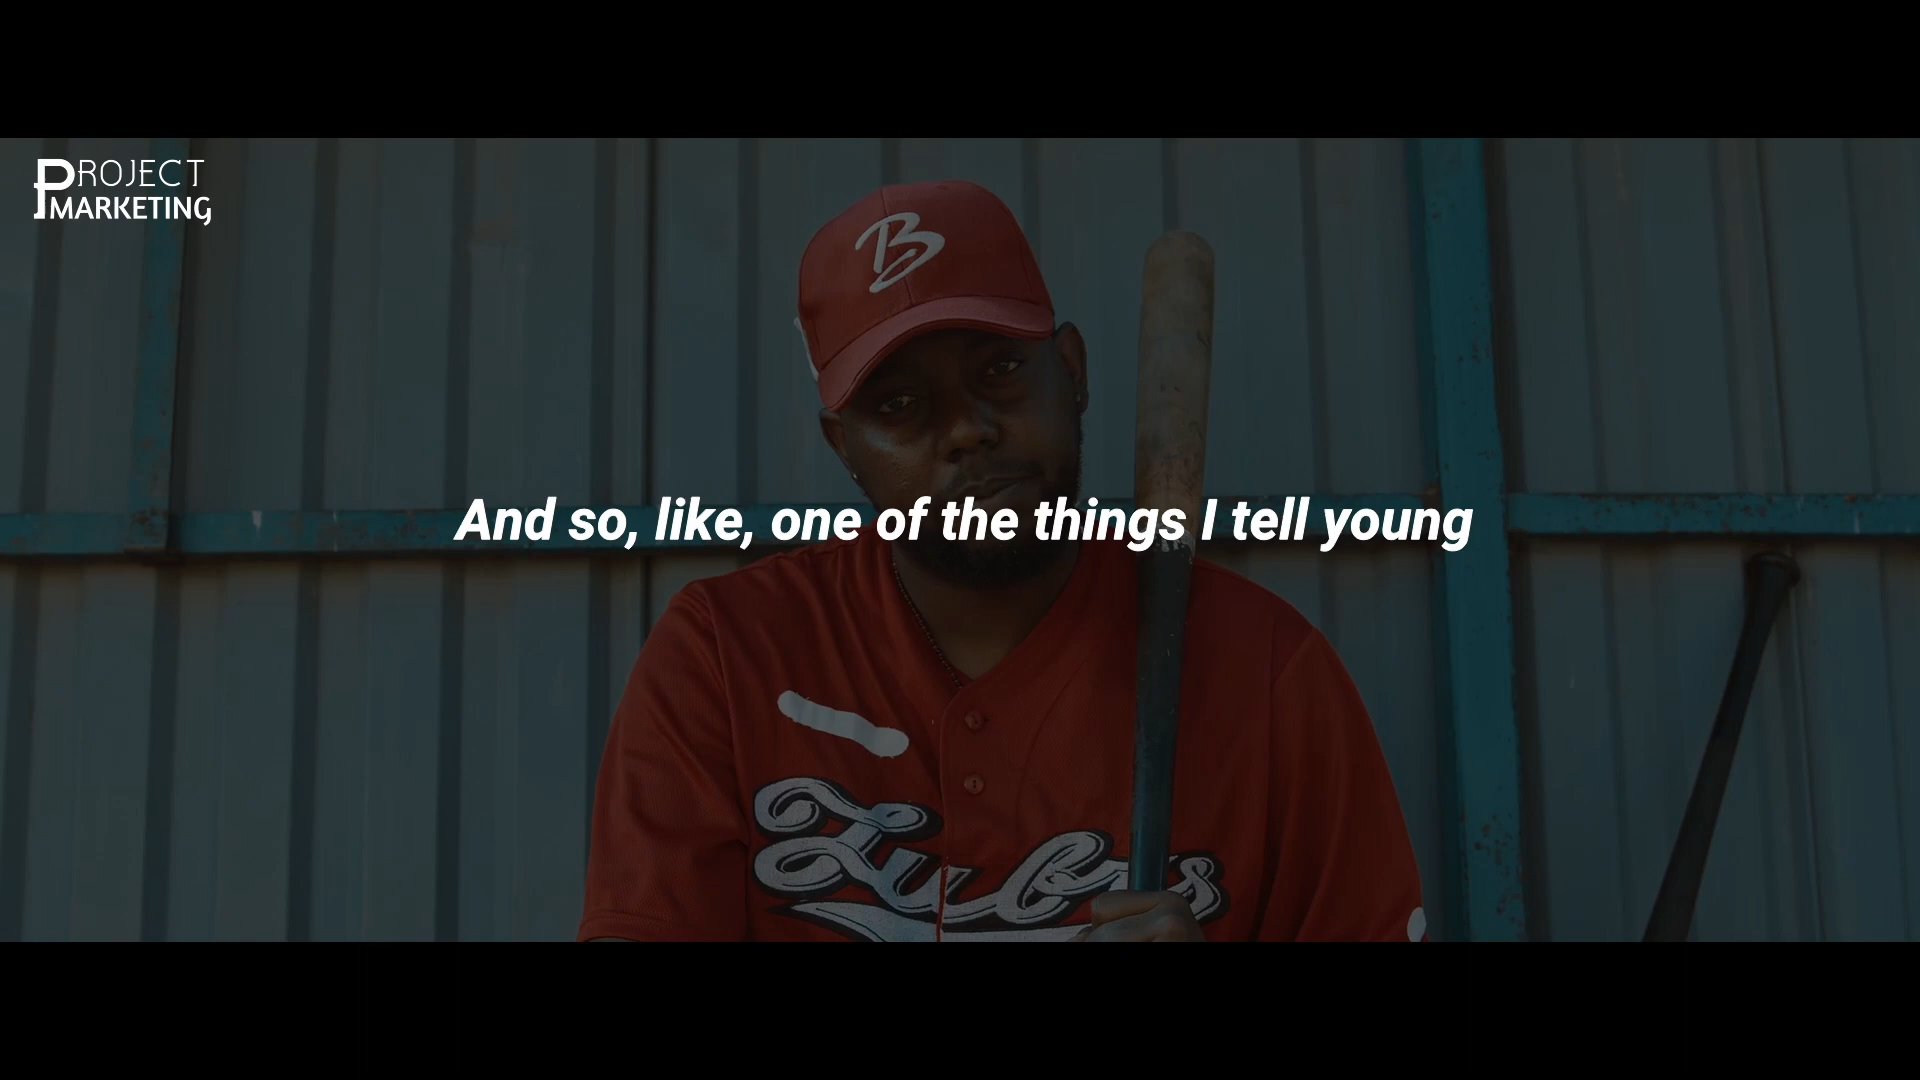 PROJECT
MARKETING
B
And so, like, one of the things I tell young